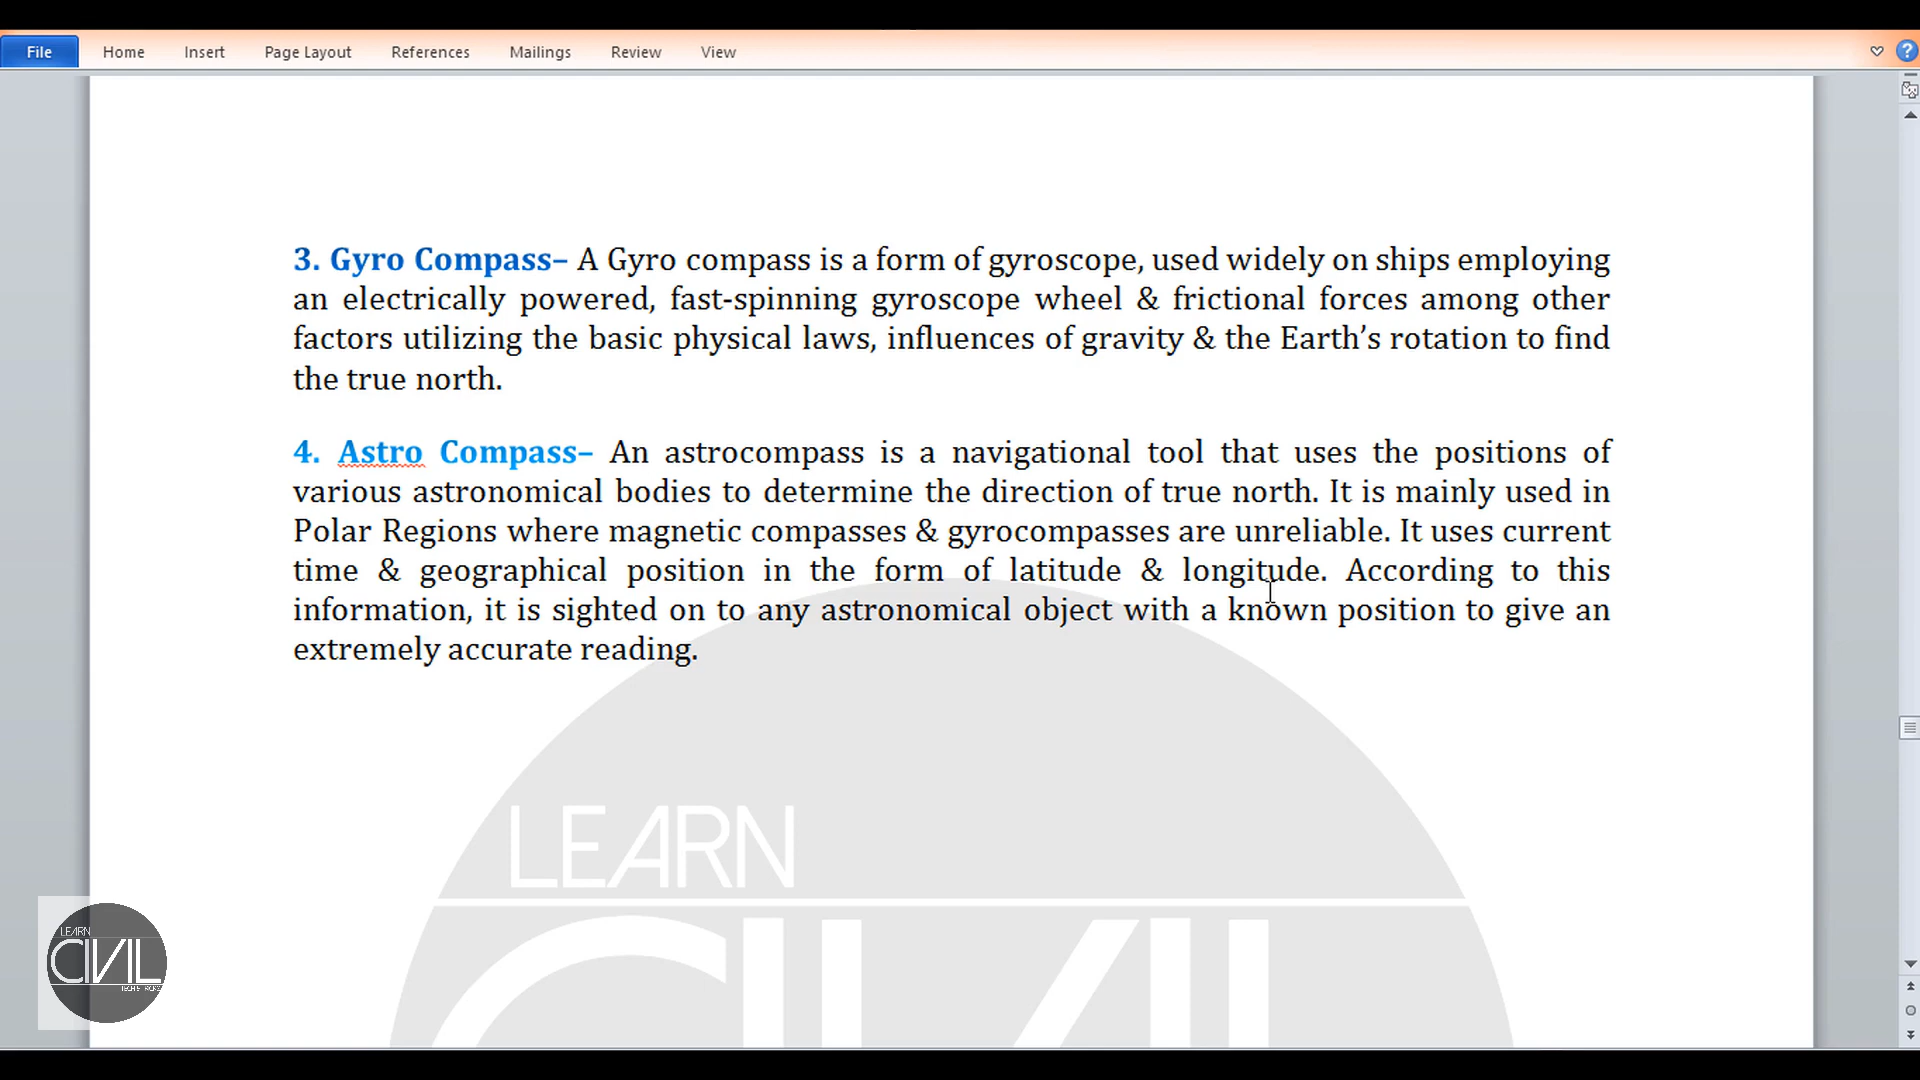 File Home Insert Page Layout References Mailings Review View
3. Gyro Compass– A Gyro compass is a form of gyroscope, used widely on ships employing
an electrically powered, fast-spinning gyroscope wheel & frictional forces among other
factors utilizing the basic physical laws, influences of gravity & the Earth’s rotation to find
the true north.
4. Astro Compass– An astrocompass is a navigational tool that uses the positions of
various astronomical bodies to determine the direction of true north. It is mainly used in
Polar Regions where magnetic compasses & gyrocompasses are unreliable. It uses current
time & geographical position in the form of latitude & longitude. According to this
information, it is sighted on to any astronomical object with a known position to give an
extremely accurate reading.
LEARN
CIVIL
LEARN
CIVIL